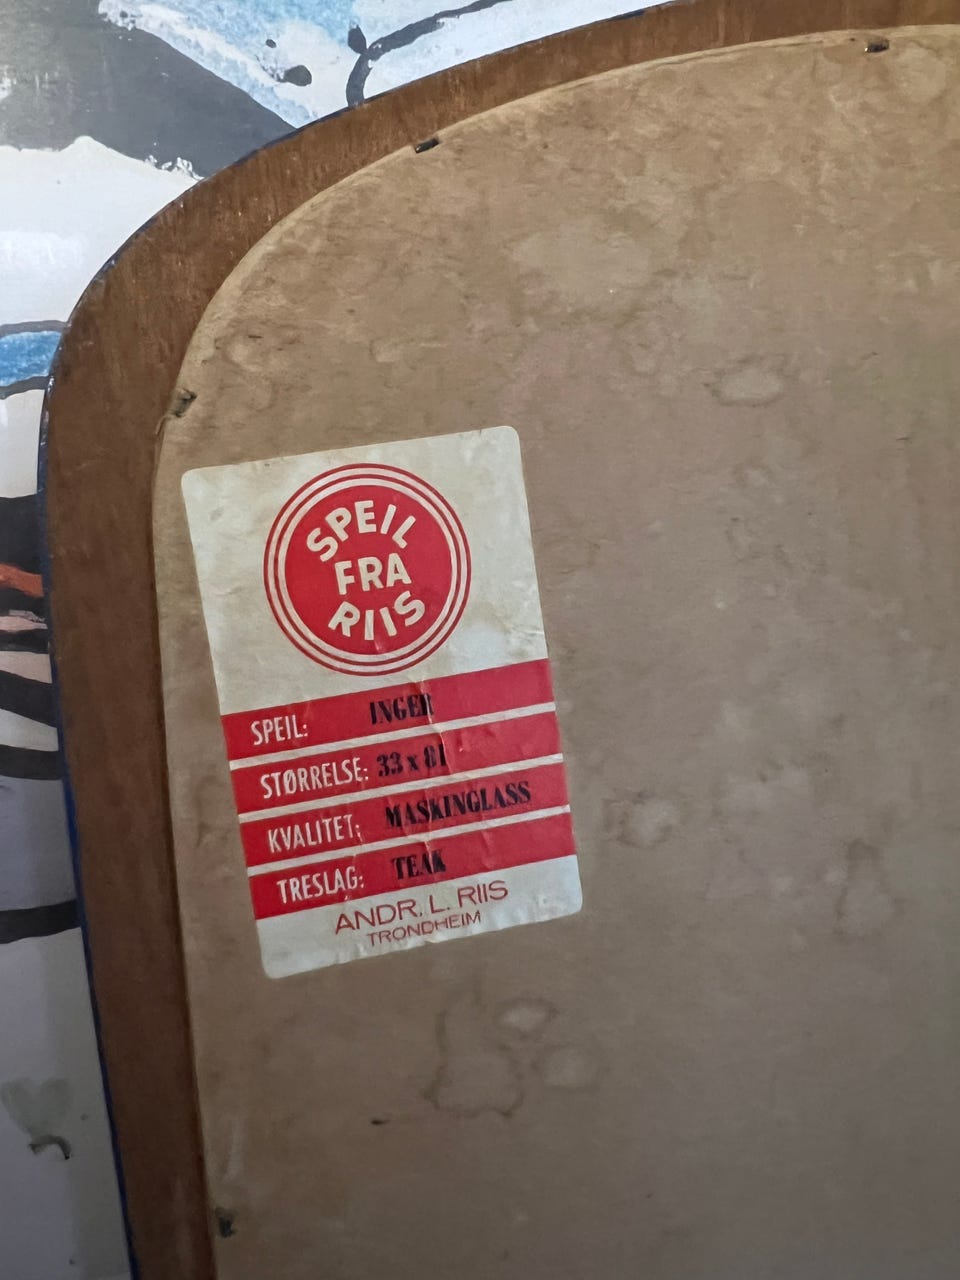 SPEIL
FRA
RIIS
SPEIL: INGER
STØRRELSE: 33 x 81
KVALITET: MASKINGLASS
TRESLAG: TEAK
ANDR. L. RIIS
TRONDHEIM